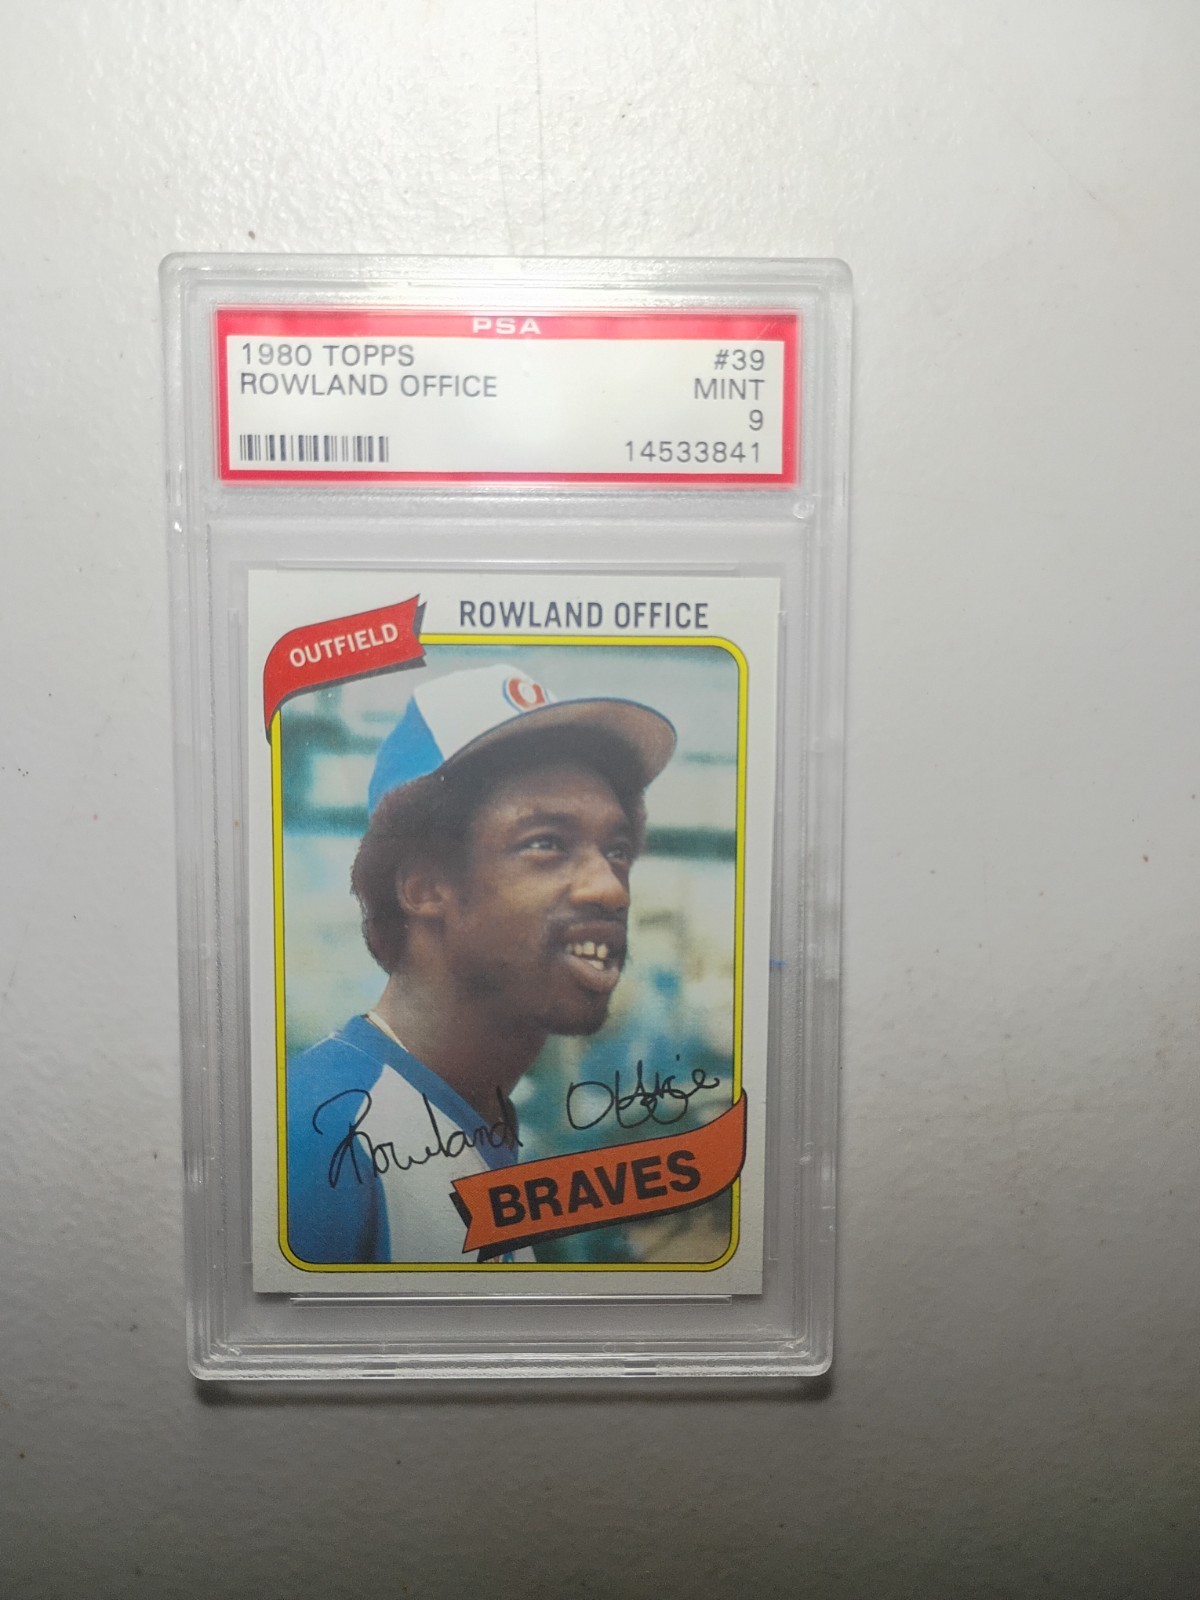 PSA
1980 TOPPS #39
ROWLAND OFFICE MINT
9
14533841
ROWLAND OFFICE
OUTFIELD
Rowland Office
BRAVES